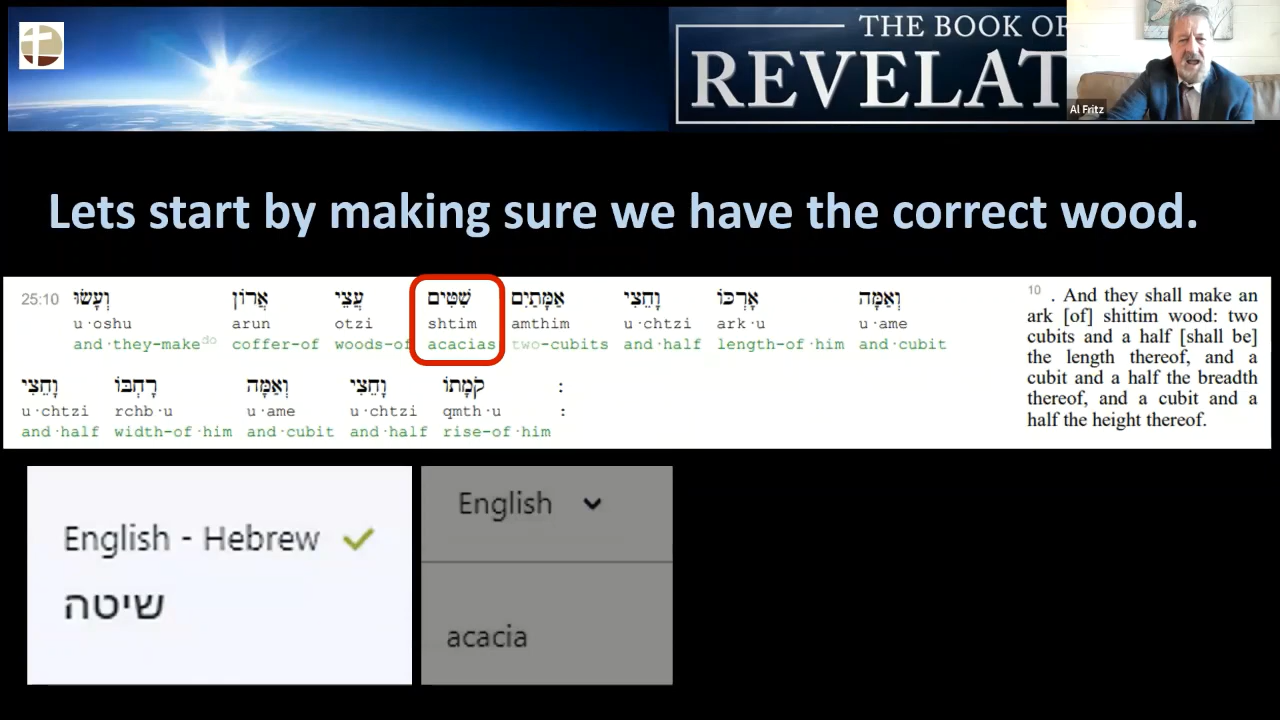 THE BOOK OF
REVELAT
Al Fritz
Lets start by making sure we have the correct wood.
25:10 וְעָשׂוּ אֲרוֹן עֲצֵי שִׁטִּים אַמָּתַיִם וָחֵצִי אָרְכּוֹ וְאַמָּה
u·oshu arun otzi shtim amthim u·chtzi ark·u u·ame
and·they-make do coffer-of woods-of acacias two-cubits and·half length-of·him and·cubit
וָחֵצִי רָחְבּוֹ וְאַמָּה וָחֵצִי קֹמָתוֹ :
u·chtzi rchb·u u·ame u·chtzi qmth·u :
and·half width-of·him and·cubit and·half rise-of·him
10 . And they shall make an
ark [of] shittim wood: two
cubits and a half [shall be]
the length thereof, and a
cubit and a half the breadth
thereof, and a cubit and a
half the height thereof.
English - Hebrew
שיטה
English
acacia